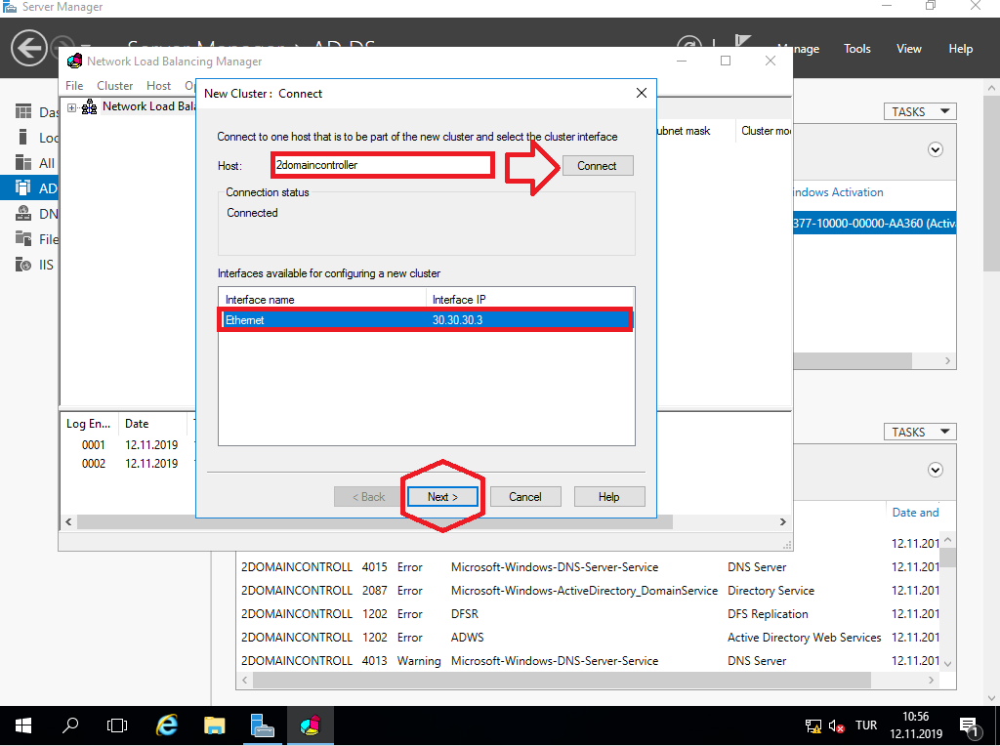 Server Manager
Manage Tools View Help
Network Load Balancing Manager
File Cluster Host
Network Load Bala
New Cluster : Connect
Connect to one host that is to be part of the new cluster and select the cluster interface
Host: 2domaincontroller Connect
Connection status
Connected
Interfaces available for configuring a new cluster
Interface name Interface IP
Ethernet 30.30.30.3
< Back Next > Cancel Help
ubnet mask Cluster mo
Log En... Date
0001 12.11.2019
0002 12.11.2019
Das
Loc
All
AD
DN
File
IIS
TASKS
indows Activation
377-10000-00000-AA360 (Activ
TASKS
Date and
12.11.201
2DOMAINCONTROLL 4015 Error Microsoft-Windows-DNS-Server-Service DNS Server 12.11.201
2DOMAINCONTROLL 2087 Error Microsoft-Windows-ActiveDirectory_DomainService Directory Service 12.11.201
2DOMAINCONTROLL 1202 Error DFSR DFS Replication 12.11.201
2DOMAINCONTROLL 1202 Error ADWS Active Directory Web Services 12.11.201
2DOMAINCONTROLL 4013 Warning Microsoft-Windows-DNS-Server-Service DNS Server 12.11.201
TUR
10:56
12.11.2019
1